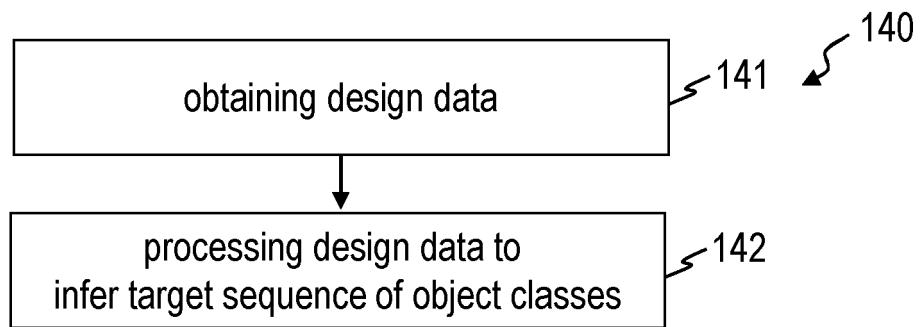 140
obtaining design data
141
processing design data to
infer target sequence of object classes
142